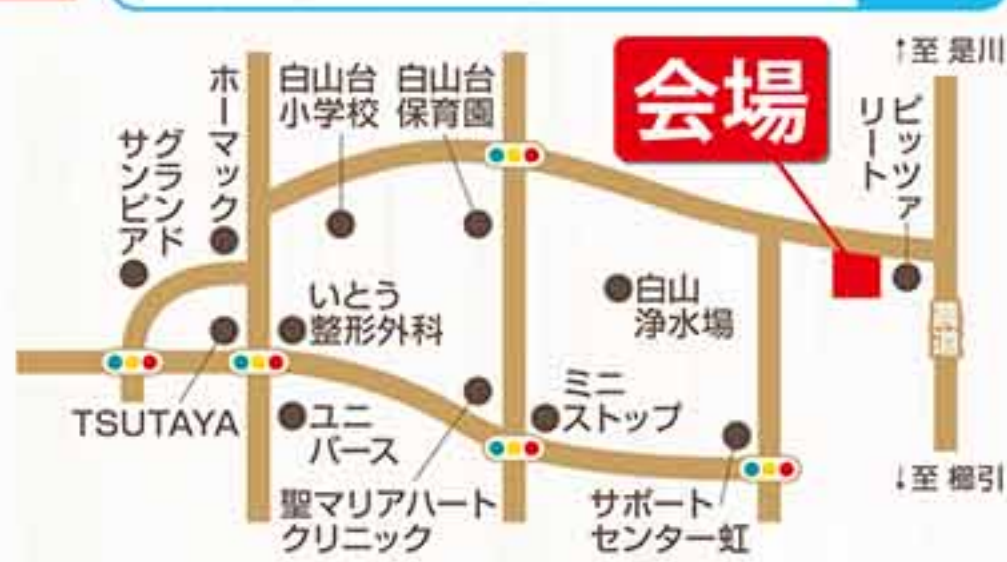 会場
↑至 是川
ピッツァ
リート
ホーマック
グランド
サンピア
白山台
小学校
白山台
保育園
いとう
整形外科
白山
浄水場
TSUTAYA
ユニ
バース
ミニ
ストップ
聖マリアハート
クリニック
サポート
センター虹
↓至 櫛引